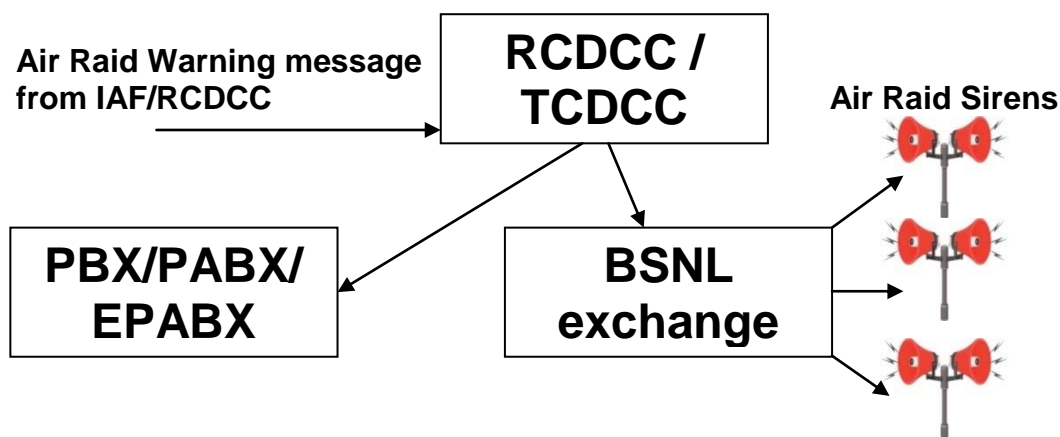 Air Raid Warning message
from IAF/RCDCC
RCDCC /
TCDCC
Air Raid Sirens
PBX/PABX/
EPABX
BSNL
exchange